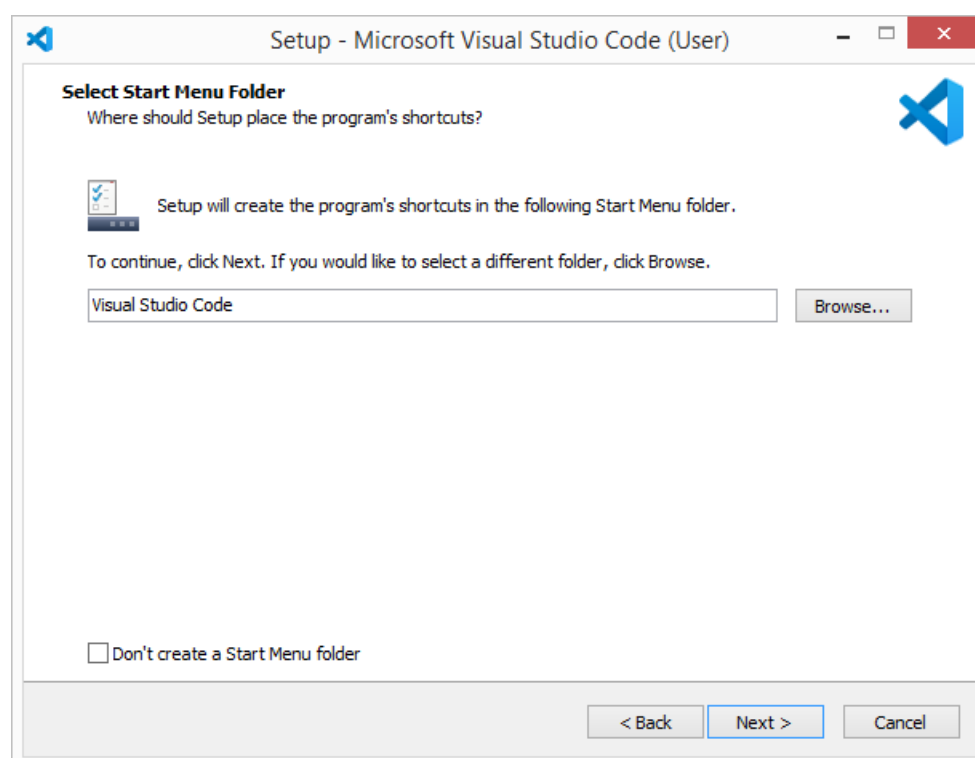 Setup - Microsoft Visual Studio Code (User)
Select Start Menu Folder
Where should Setup place the program's shortcuts?
Setup will create the program's shortcuts in the following Start Menu folder.
To continue, click Next. If you would like to select a different folder, click Browse.
Visual Studio Code
Browse...
Don't create a Start Menu folder
< Back
Next >
Cancel